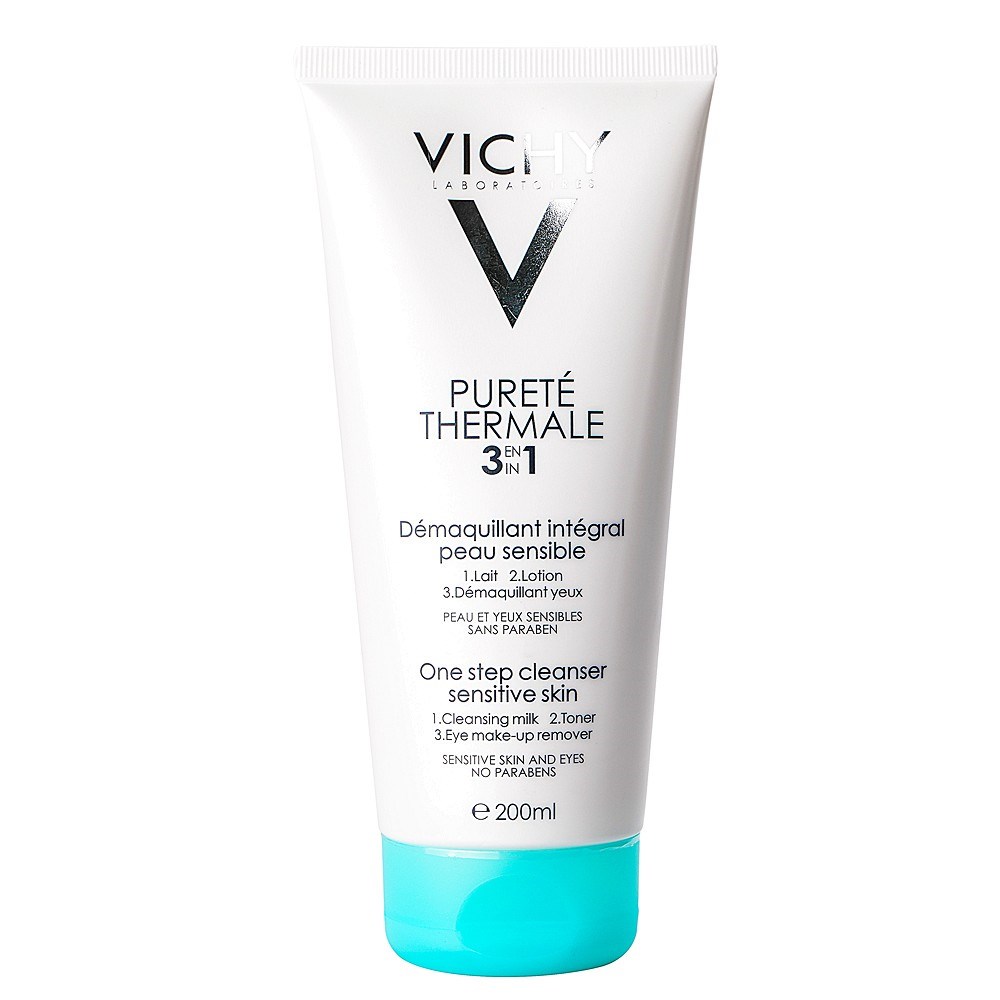 VICHY
LABORATOIRES
V
PURETÉ
THERMALE
3 EN IN 1
Démaquillant intégral
peau sensible
1.Lait 2.Lotion
3.Démaquillant yeux
PEAU ET YEUX SENSIBLES
SANS PARABEN
One step cleanser
sensitive skin
1.Cleansing milk 2.Toner
3.Eye make-up remover
SENSITIVE SKIN AND EYES
NO PARABENS
℮ 200ml